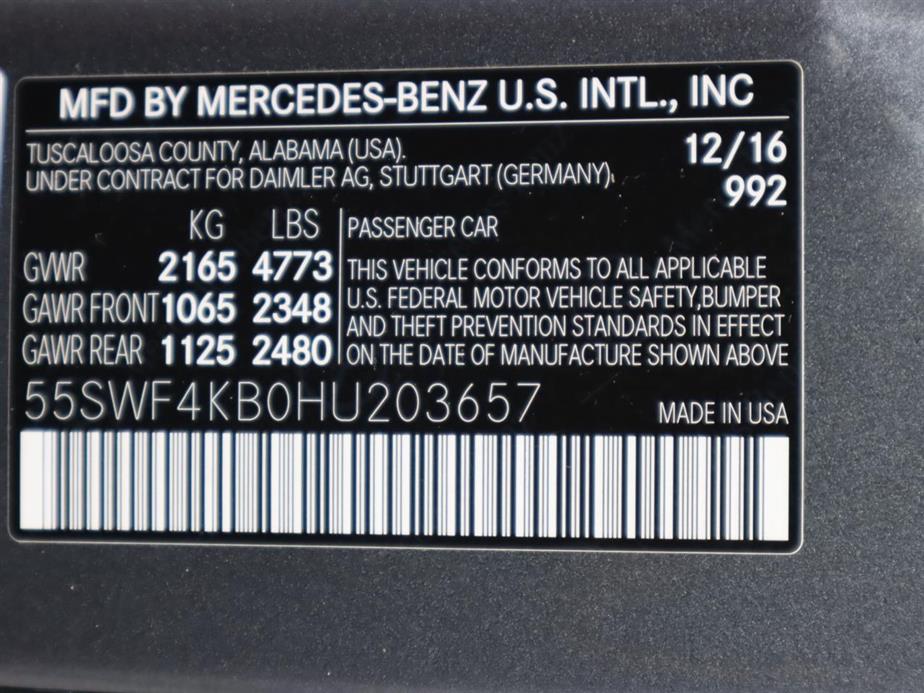 MFD BY MERCEDES-BENZ U.S. INTL., INC
TUSCALOOSA COUNTY, ALABAMA (USA).
UNDER CONTRACT FOR DAIMLER AG, STUTTGART (GERMANY)
12/16
992
KG LBS
GVWR 2165 4773
GAWR FRONT 1065 2348
GAWR REAR 1125 2480
PASSENGER CAR
THIS VEHICLE CONFORMS TO ALL APPLICABLE
U.S. FEDERAL MOTOR VEHICLE SAFETY,BUMPER
AND THEFT PREVENTION STANDARDS IN EFFECT
ON THE DATE OF MANUFACTURE SHOWN ABOVE
55SWF4KB0HU203657
MADE IN USA